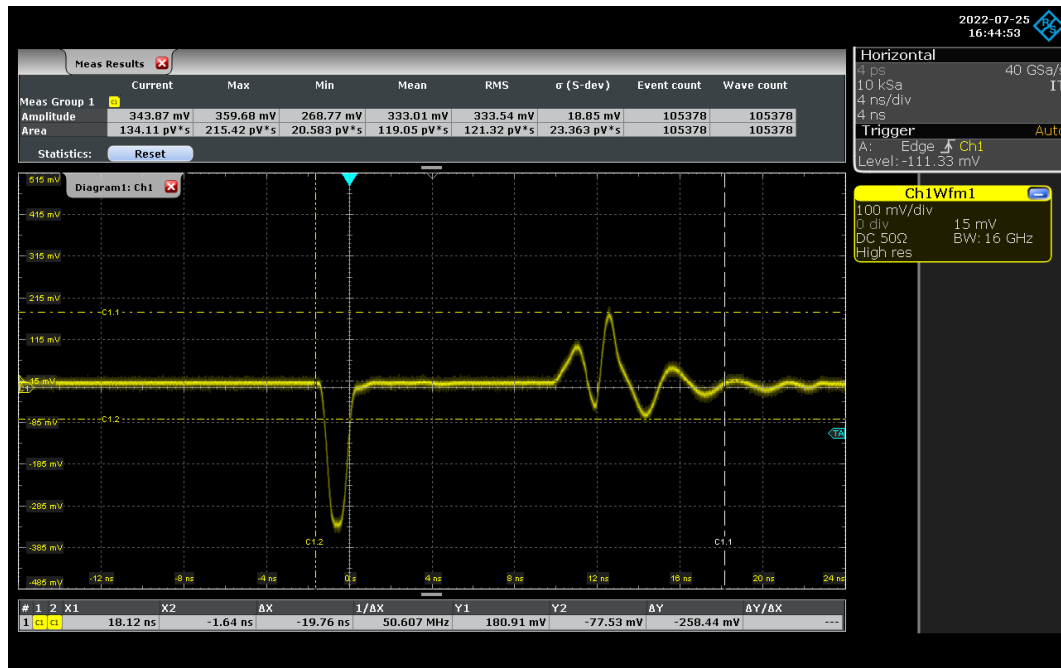 2022-07-25
16:44:53
Meas Results
Current Max Min Mean RMS σ (S-dev) Event count Wave count
Meas Group 1 C1
Amplitude 343.87 mV 359.68 mV 268.77 mV 333.01 mV 333.54 mV 18.85 mV 105378 105378
Area 134.11 pV*s 215.42 pV*s 20.583 pV*s 119.05 pV*s 121.32 pV*s 23.363 pV*s 105378 105378
Statistics: Reset
Horizontal
4 ps 40 GSa/s
10 kSa IT
4 ns/div
4 ns
Trigger Auto
A: Edge Ch1
Level: -111.33 mV
Ch1Wfm1
100 mV/div
0 div 15 mV
DC 50Ω BW: 16 GHz
High res
Diagram1: Ch1
515 mV
415 mV
315 mV
215 mV
C1.1
115 mV
15 mV
C1
-85 mV
C1.2
TA
-185 mV
-285 mV
-385 mV
C1.2
C1.1
-485 mV
-12 ns -8 ns -4 ns 0 s 4 ns 8 ns 12 ns 16 ns 20 ns 24 ns
# 1 2 X1 X2 ΔX 1/ΔX Y1 Y2 ΔY ΔY/ΔX
1 C1 C1 18.12 ns -1.64 ns -19.76 ns 50.607 MHz 180.91 mV -77.53 mV -258.44 mV ---